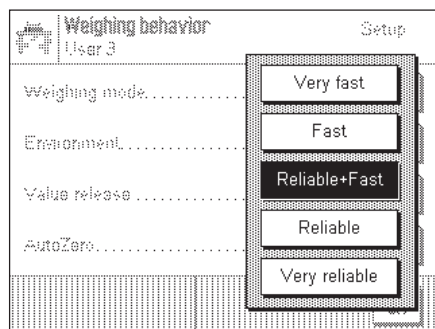 Weighing behavior
Setup
User 3
Weighing mode..........
Environment..........
Value release..........
AutoZero..........
Very fast
Fast
Reliable+Fast
Reliable
Very reliable